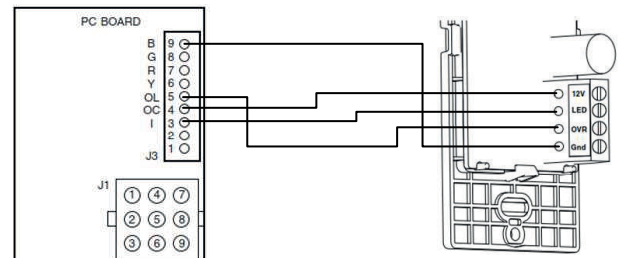 PC BOARD
B 9
G 8
R 7
Y 6
OL 5
OC 4
I 3
2
1
J3
12V
LED
OVR
Gnd
J1
1 4 7
2 5 8
3 6 9